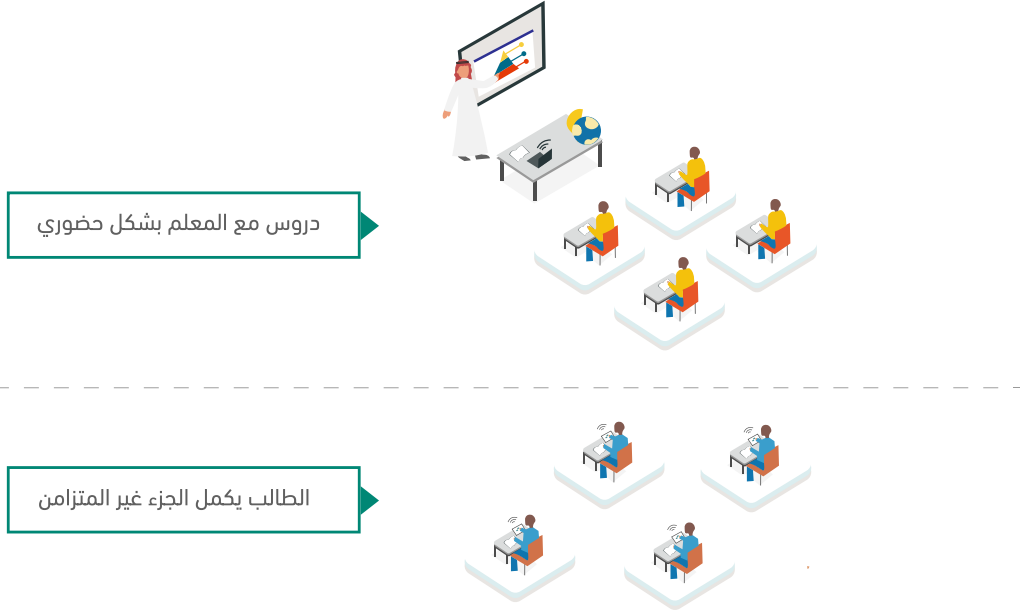 دروس مع المعلم بشكل حضوري
الطالب يكمل الجزء غير المتزامن